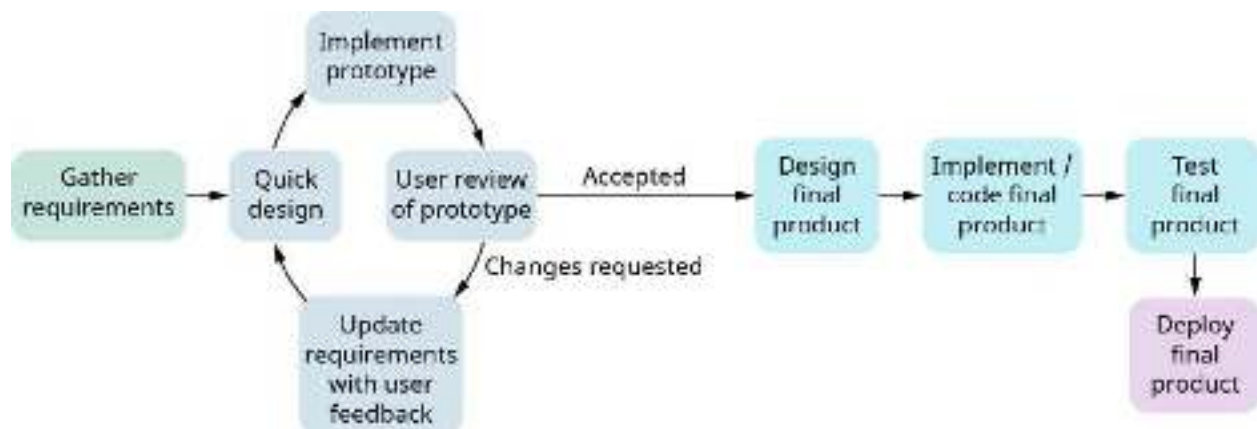 Implement
prototype
Gather
requirements
Quick
design
User review
of prototype
Accepted
Design
final
product
Implement /
code final
product
Test
final
product
Changes requested
Update
requirements
with user
feedback
Deploy
final
product